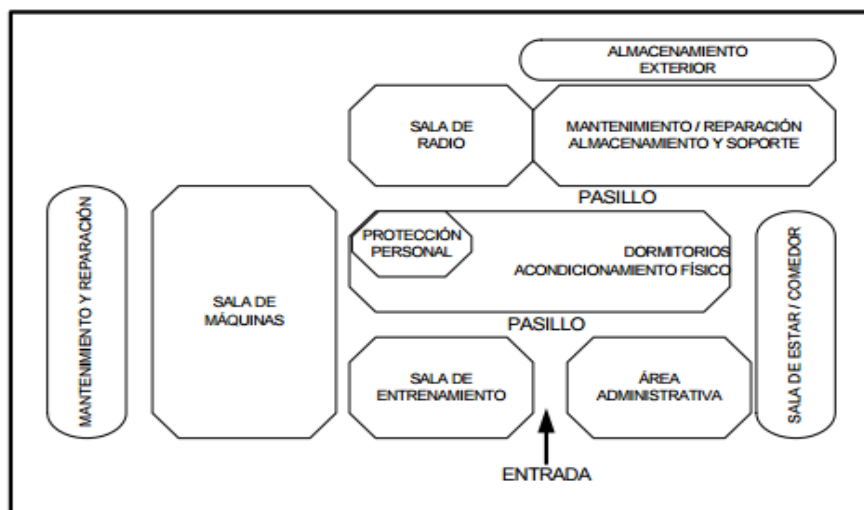 ALMACENAMIENTO
EXTERIOR
SALA DE
RADIO
MANTENIMIENTO / REPARACIÓN
ALMACENAMIENTO Y SOPORTE
PASILLO
MANTENIMIENTO Y REPARACIÓN
SALA DE
MÁQUINAS
PROTECCIÓN
PERSONAL
DORMITORIOS
ACONDICIONAMIENTO FÍSICO
SALA DE ESTAR / COMEDOR
PASILLO
SALA DE
ENTRENAMIENTO
ÁREA
ADMINISTRATIVA
ENTRADA